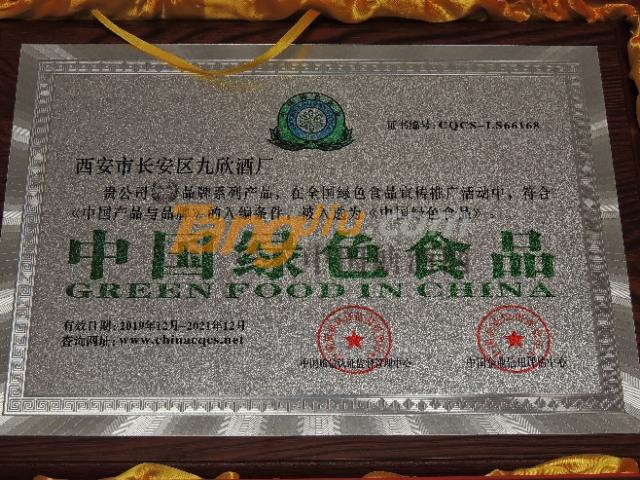 证书编号:CQCS-LS66168
西安市长安区九欣酒厂
贵公司 品牌系列产品,在全国绿色食品宣传推广活动中,符合
《中国产品与品牌》的入编条件,被入选为《中国绿色食品》。
Tangjiu.com
中国绿色食品
GREEN FOOD IN CHINA
有效日期:2019年12月-2021年12月
查询网址:www.chinacqcs.net